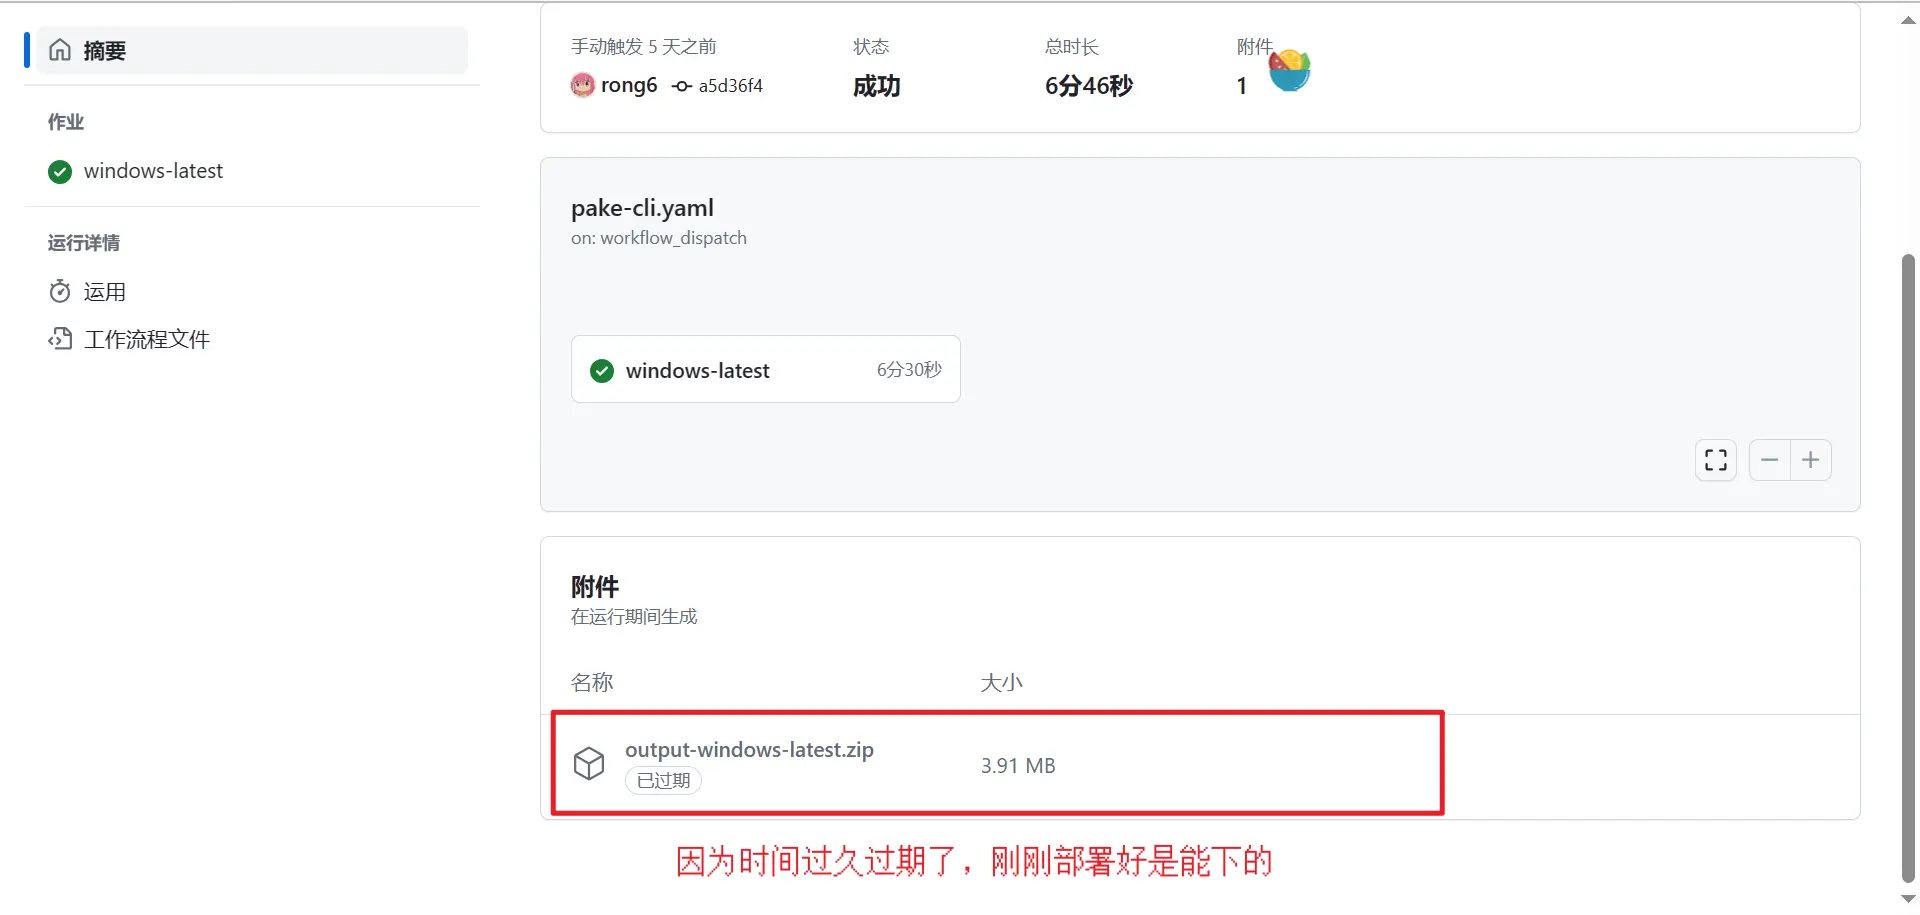 摘要
作业
windows-latest
运行详情
运用
工作流程文件
手动触发 5 天之前
rong6 a5d36f4
状态
成功
总时长
6分46秒
附件
1
pake-cli.yaml
on: workflow_dispatch
windows-latest 6分30秒
附件
在运行期间生成
名称 大小
output-windows-latest.zip 3.91 MB
已过期
因为时间过久过期了，刚刚部署好是能下的